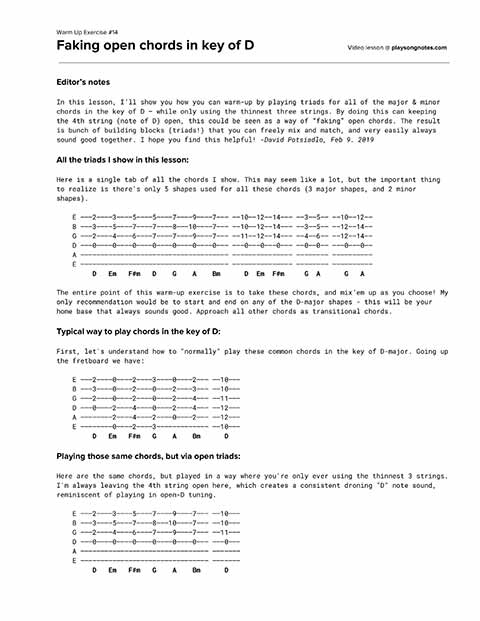 Warm Up Exercise #14
Faking open chords in key of D
Video lesson @ playsongnotes.com
Editor's notes
In this lesson, I'll show you how you can warm-up by playing triads for all of the major & minor
chords in the key of D - while only using the thinnest three strings. By doing this can keeping
the 4th string {note of D} open, this could be seen as a way of "faking" open chords. The result
is bunch of building blocks {triads!} that you can freely mix and match, and very easily always
sound good together. I hope you find this helpful! -David Potsiadlo, Feb 9. 2019
All the triads I show in this lesson:
Here is a single tab of all the chords I show. This may seem like a lot, but the important thing
to realize is there's only 5 shapes used for all these chords (3 major shapes, and 2 minor
shapes).
E ---2----3----5----5----7----9----7--- --10--12--14--- --3--5-- --10--12--
B ---3----5----7----7----8---10----7--- --10--12--14--- --3--5-- --12--14--
G ---2----4----6----7----7----9----7--- --11--12--14--- --4--6-- --12--14--
D ---0----0----0----0----0----0----0--- ---0---0---0--- --0--0-- ---0---0--
A ------------------------------------- --------------- -------- ----------
E ------------------------------------- --------------- -------- ----------
D Em F#m D G A Bm D Em F#m G A G A
The entire point of this warm-up exercise is to take these chords, and mix'em up as you choose! My
only recommendation would be to start and end on any of the D-major shapes - this will be your
home base that always sounds good. Approach all other chords as transitional chords.
Typical way to play chords in the key of D:
First, let's understand how to "normally" play these common chords in the key of D-major. Going up
the fretboard we have:
E ---2----0----2----3----0----2--- --10---
B ---3----0----2----0----2----3--- --10---
G ---2----0----2----0----2----4--- --11---
D ---0----2----4----0----2----4--- --12---
A --------2----4----2----0----2--- --12---
E --------0----2----3------------- --10---
D Em F#m G A Bm D
Playing those same chords, but via open triads:
Here are the same chords, but played in a way where you're only ever using the thinnest 3 strings.
I'm always leaving the 4th string open here, which creates a consistent droning "D" note sound,
reminiscent of playing in open-D tuning.
E ---2----3----5----7----9----7--- --10---
B ---3----5----7----8---10----7--- --10---
G ---2----4----6----7----9----7--- --11---
D ---0----0----0----0----0----0--- ---0---
A -------------------------------- -------
E -------------------------------- -------
D Em F#m G A Bm D